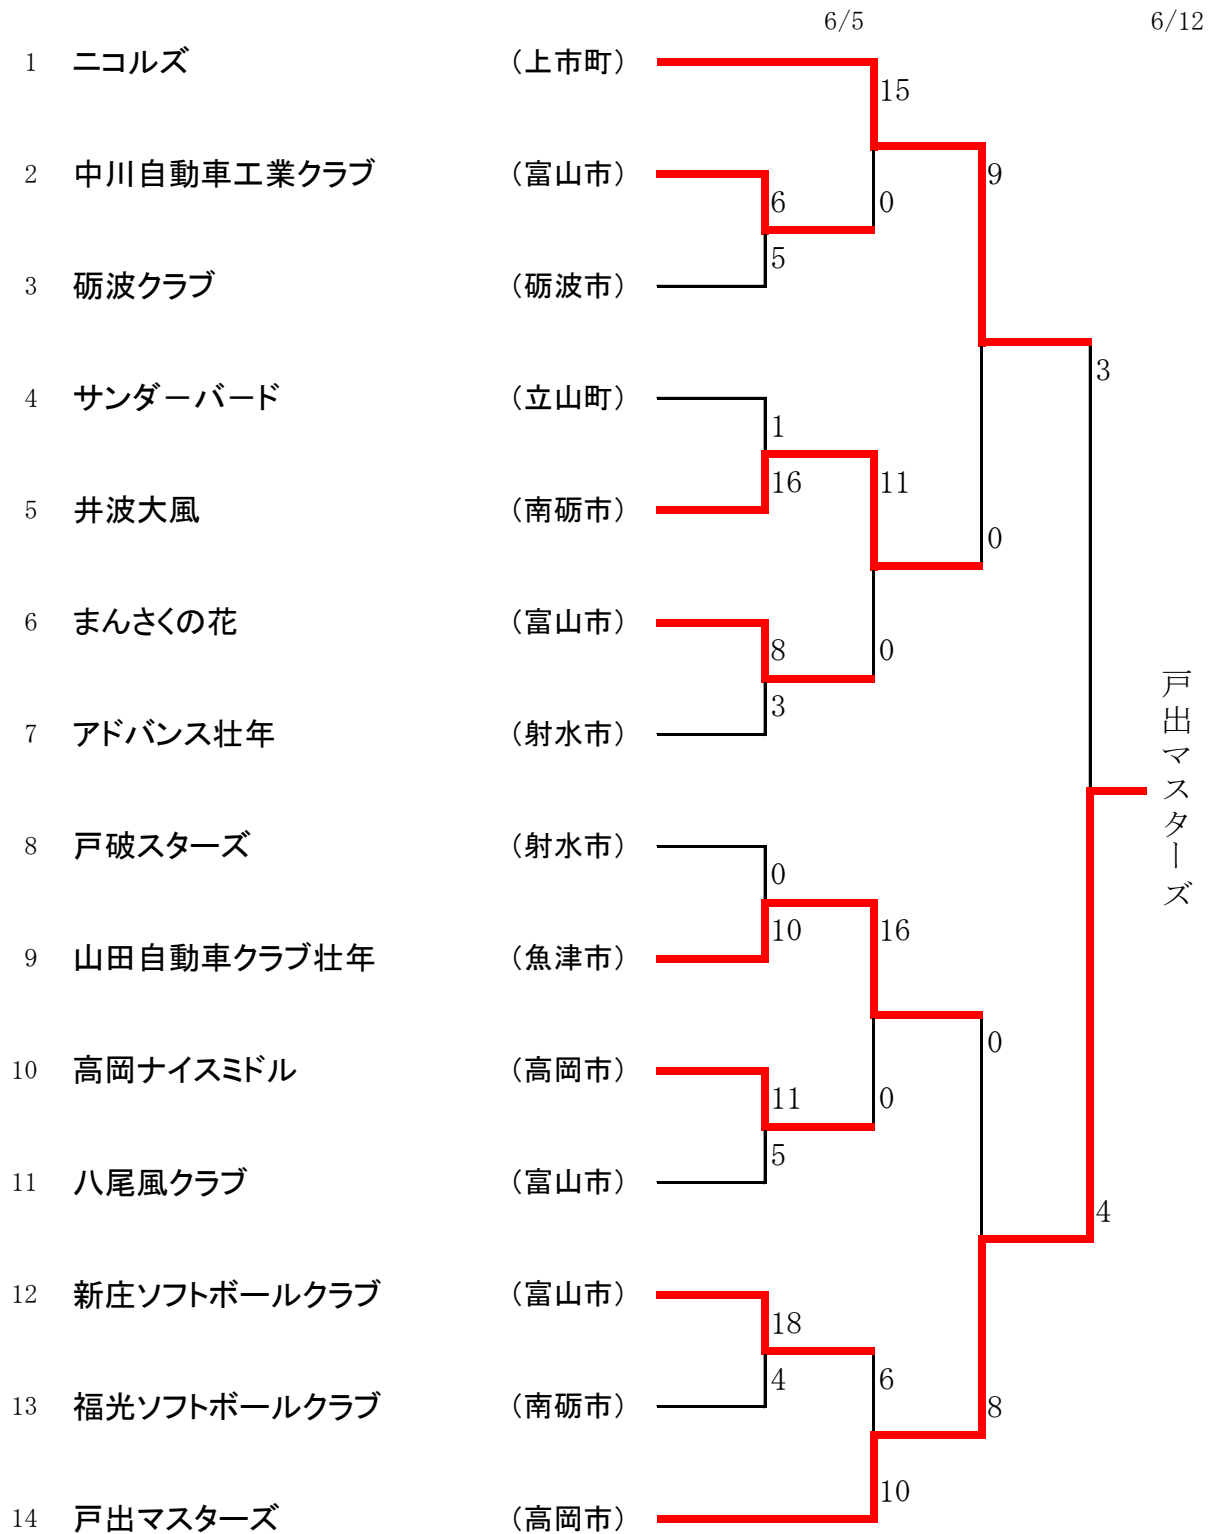 6/5 6/12
1 ニコルズ （上市町）
15
2 中川自動車工業クラブ （富山市）
9
6 0
5
3 砺波クラブ （砺波市）
3
4 サンダーバード （立山町）
1
16 11
5 井波大風 （南砺市）
0
6 まんさくの花 （富山市）
8 0
3
7 アドバンス壮年 （射水市）
戸出マスターズ
8 戸破スターズ （射水市）
0
10 16
9 山田自動車クラブ壮年 （魚津市）
0
10 高岡ナイスミドル （高岡市）
11 0
5
11 八尾風クラブ （富山市）
4
12 新庄ソフトボールクラブ （富山市）
18
4 6
13 福光ソフトボールクラブ （南砺市）
8
10
14 戸出マスターズ （高岡市）